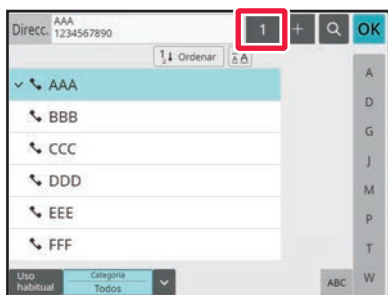 Direcc. AAA
1234567890
1 + OK
Ordenar
AAA
BBB
CCC
DDD
EEE
FFF
A
D
G
J
M
P
T
W
Uso
habitual
Categoría
Todos
ABC